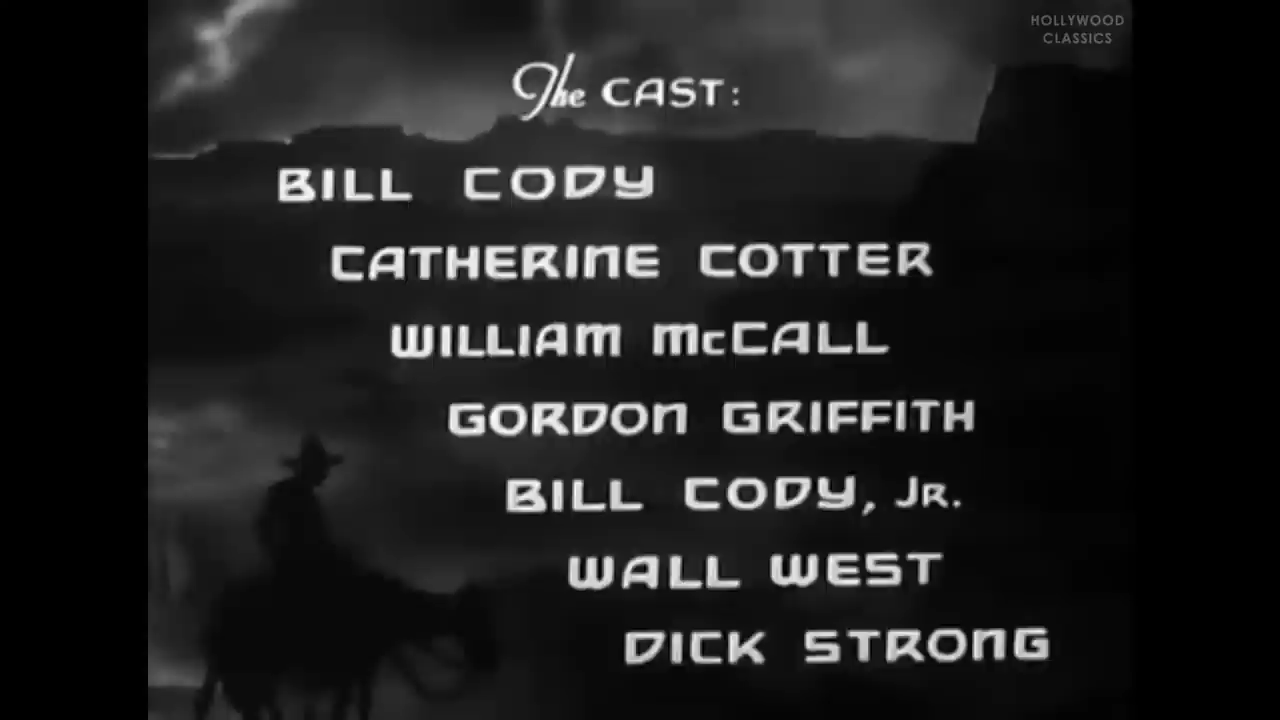 HOLLYWOOD
CLASSICS
The CAST:
BILL CODY
CATHERINE COTTER
WILLIAM McCALL
GORDON GRIFFITH
BILL CODY, JR.
WALL WEST
DICK STRONG